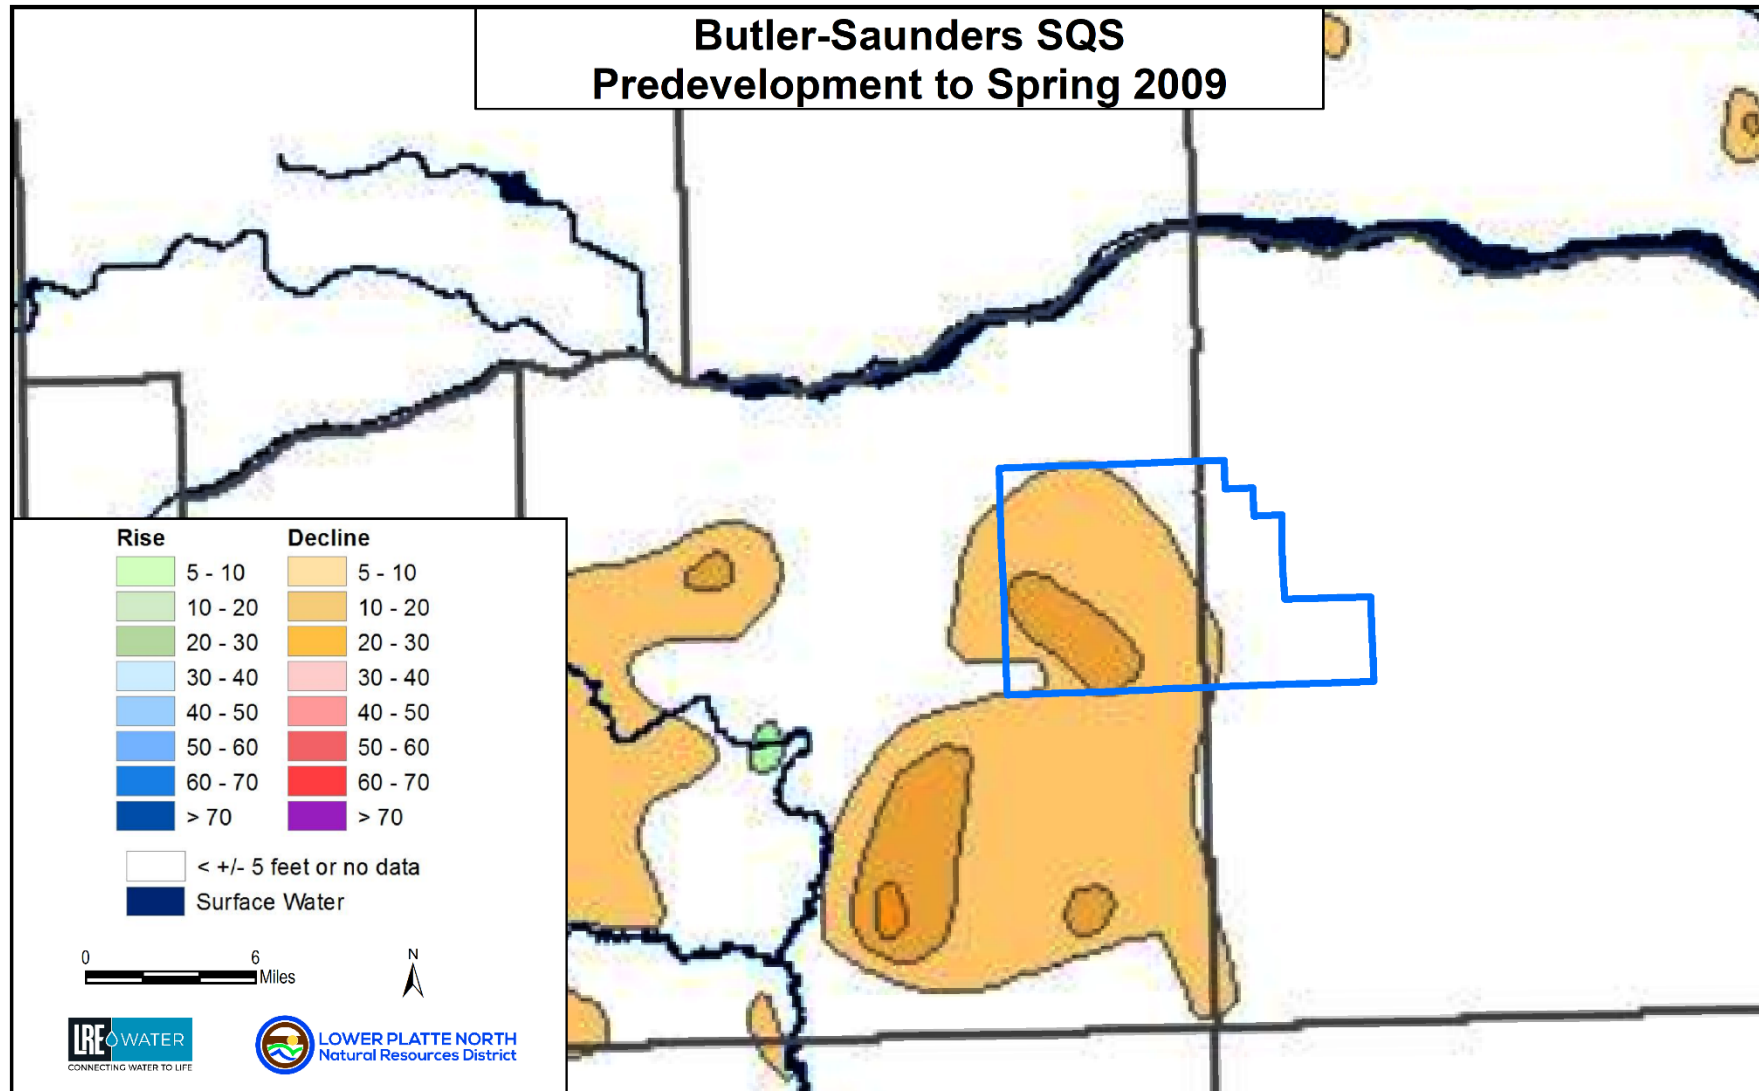 Butler-Saunders SQS
Predevelopment to Spring 2009
Rise Decline
5 - 10 5 - 10
10 - 20 10 - 20
20 - 30 20 - 30
30 - 40 30 - 40
40 - 50 40 - 50
50 - 60 50 - 60
60 - 70 60 - 70
> 70 > 70
< +/- 5 feet or no data
Surface Water
0 6
Miles
N
LRE WATER
CONNECTING WATER TO LIFE
LOWER PLATTE NORTH
Natural Resources District